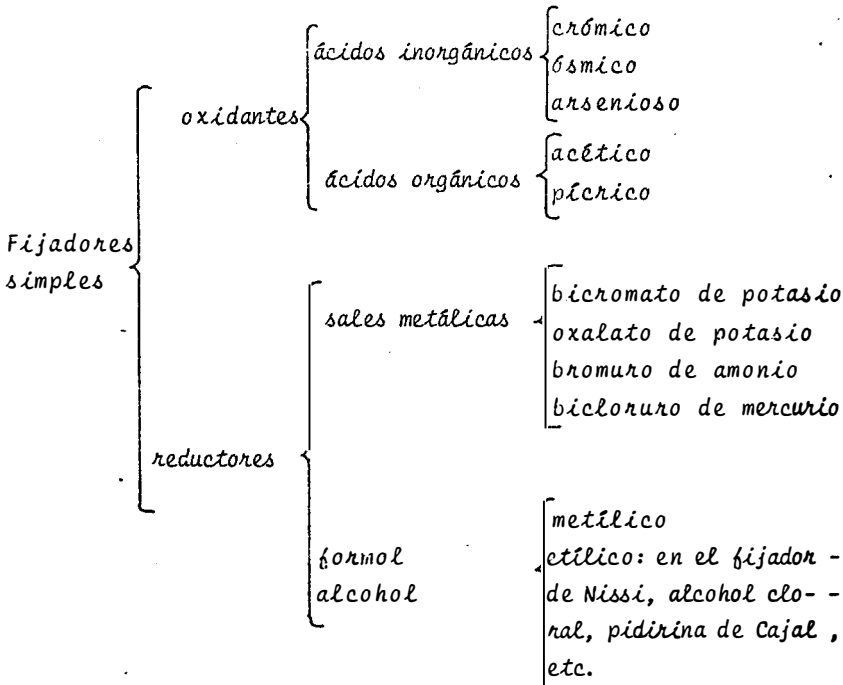 Fijadores
simples
oxidantes
ácidos inorgánicos
crómico
ósmico
arsenioso
ácidos orgánicos
acético
pícrico
reductores
sales metálicas
bicromato de potasio
oxalato de potasio
bromuro de amonio
bicloruro de mercurio
formol
alcohol
metílico
ctílico: en el fijador -
de Nissi, alcohol clo- -
ral, pidirina de Cajal ,
etc.